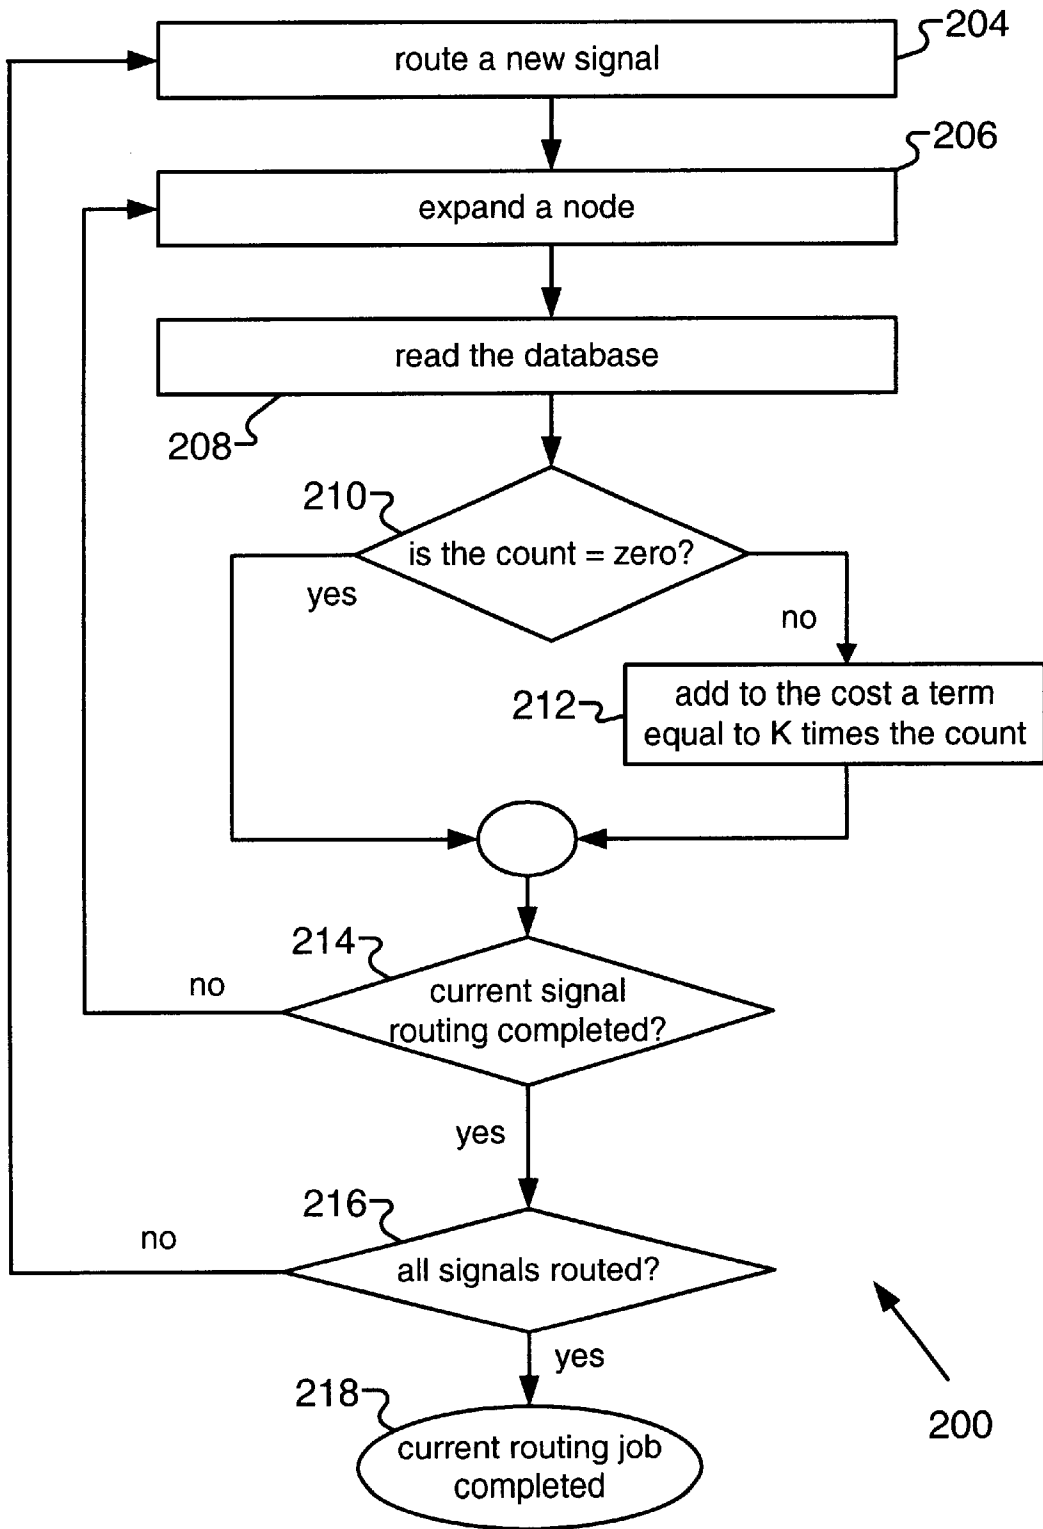 204
route a new signal
206
expand a node
read the database
208
210
is the count = zero?
yes
no
212
add to the cost a term
equal to K times the count
214
no
current signal
routing completed?
yes
216
no
all signals routed?
yes
218
200
current routing job
completed